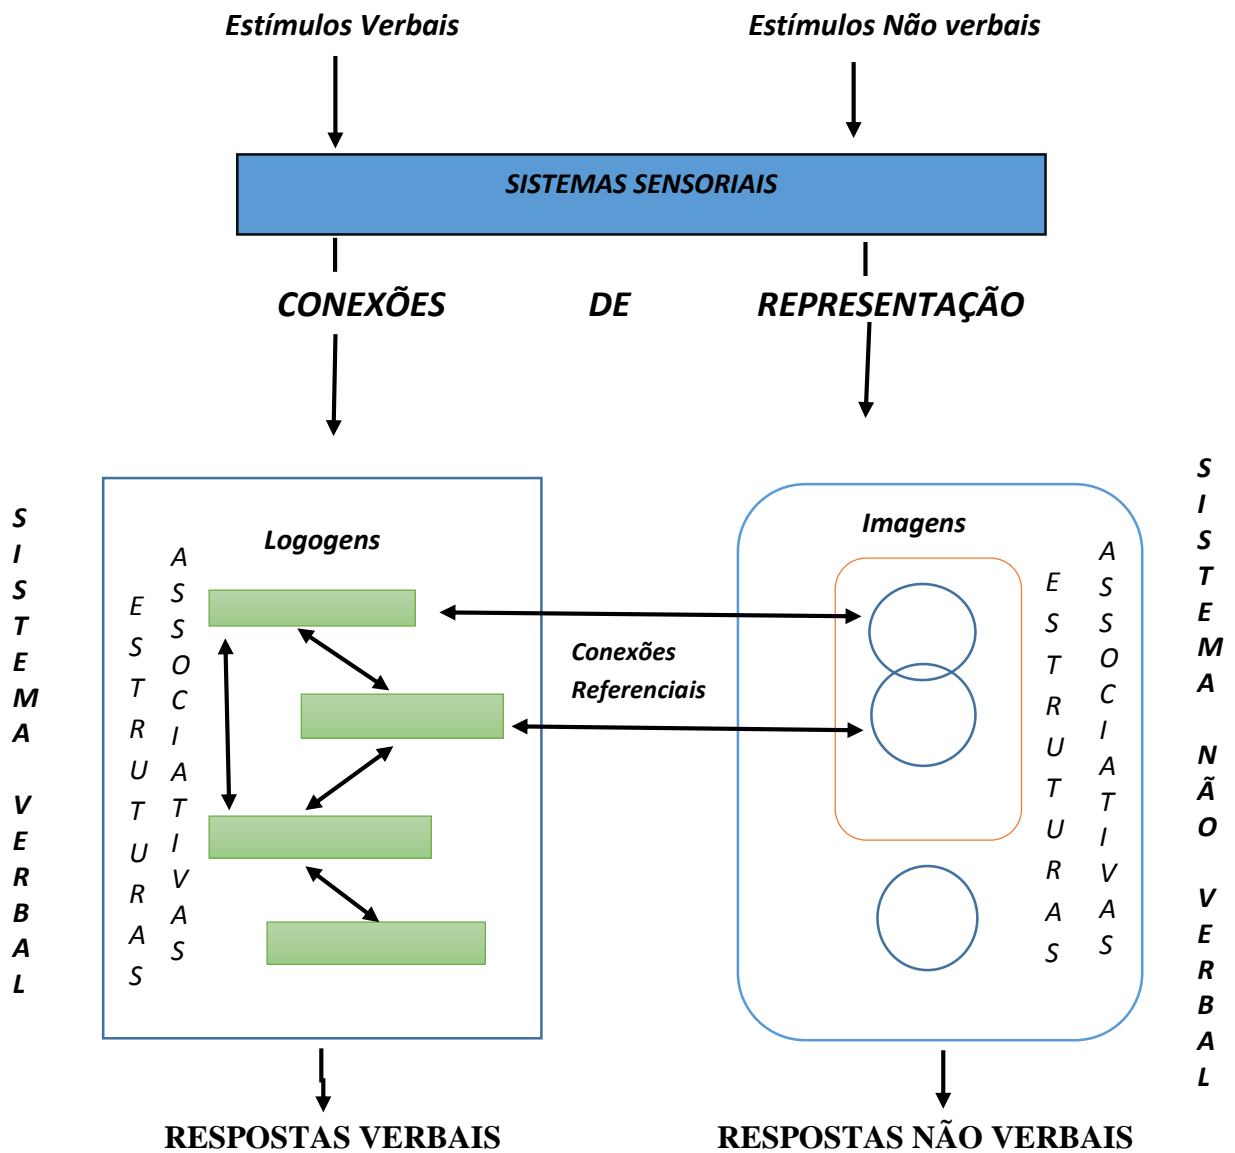 Estímulos Verbais
Estímulos Não verbais
SISTEMAS SENSORIAIS
CONEXÕES DE REPRESENTAÇÃO
SISTEMA VERBAL
ESTRUTURAS
ASSOCIATIVAS
Logogens
Conexões
Referenciais
Imagens
ESTRUTURAS
ASSOCIATIVAS
SISTEMA NÃO VERBAL
RESPOSTAS VERBAIS
RESPOSTAS NÃO VERBAIS